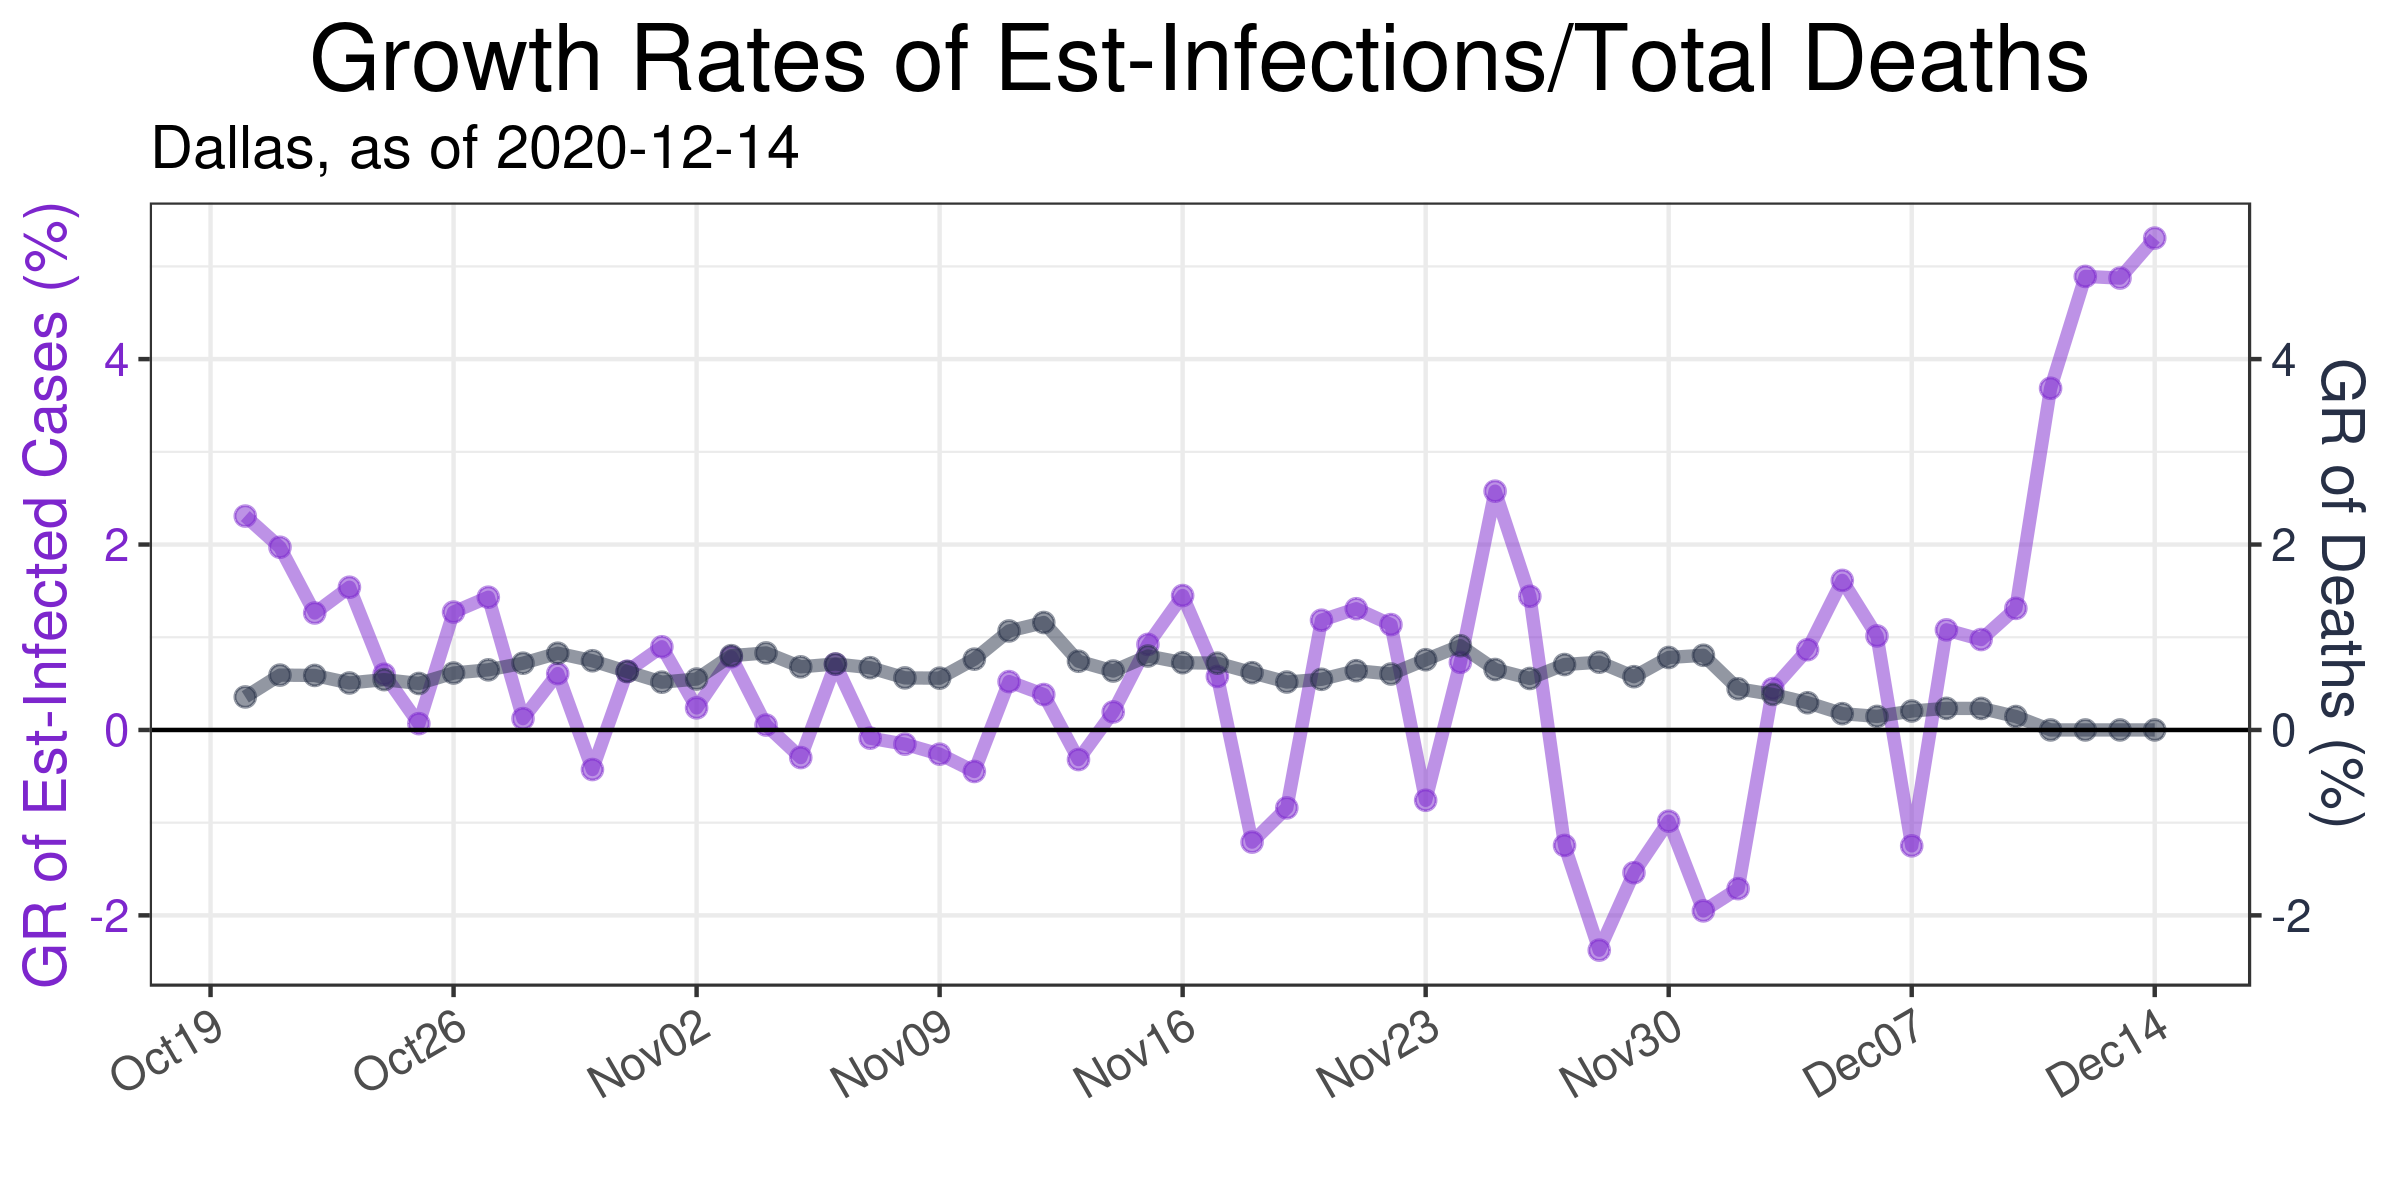 Growth Rates of Est-Infections/Total Deaths
Dallas, as of 2020-12-14
GR of Est-Infected Cases (%)
4
2
0
-2
4
2
0
-2
GR of Deaths (%)
Oct19
Oct26
Nov02
Nov09
Nov16
Nov23
Nov30
Dec07
Dec14